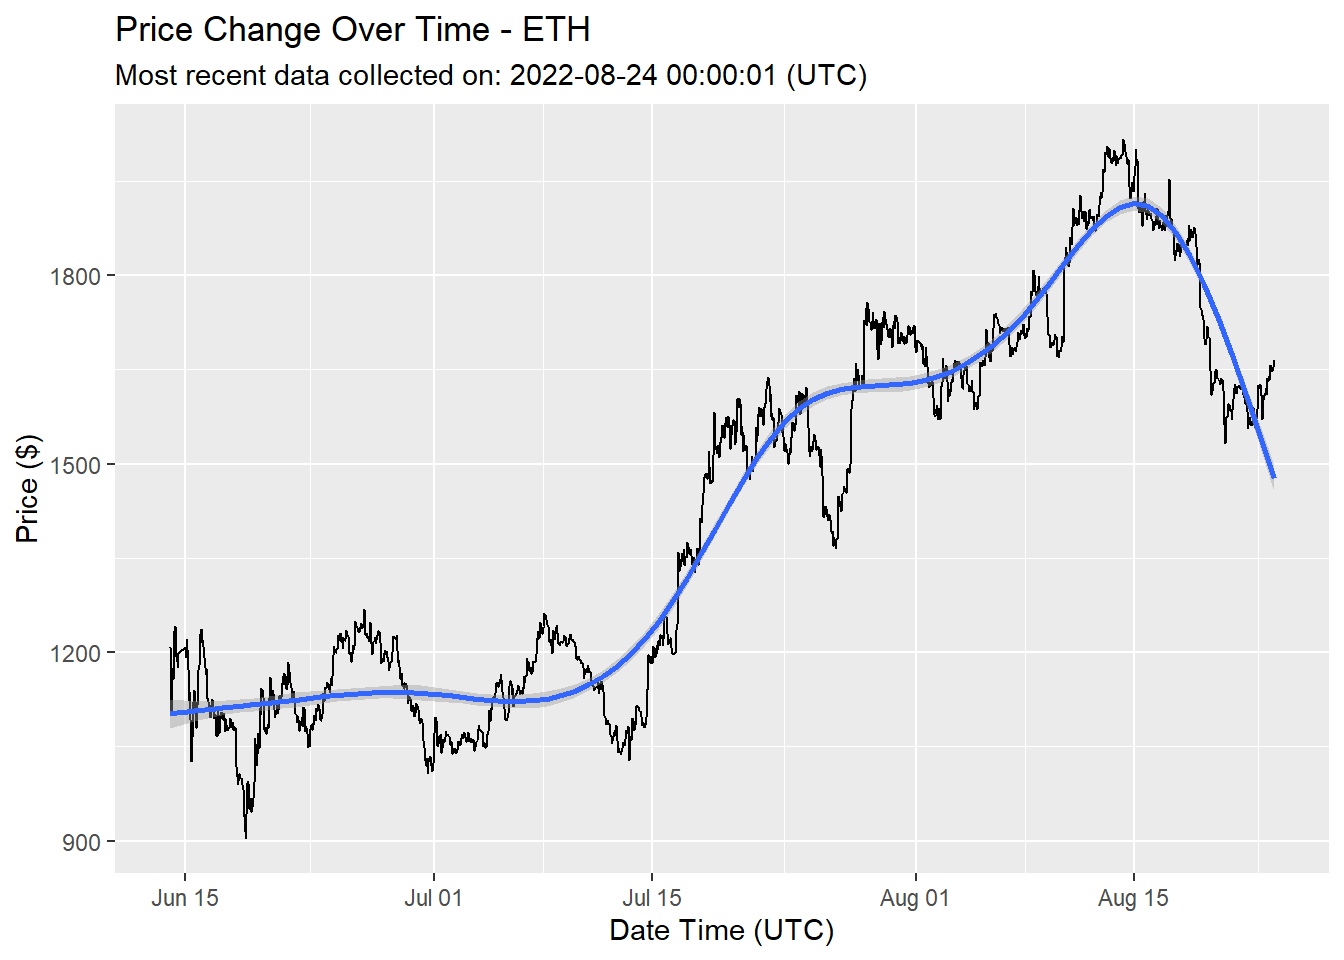 Price Change Over Time - ETH
Most recent data collected on: 2022-08-24 00:00:01 (UTC)
Price ($)
1800
1500
1200
900
Jun 15
Jul 01
Jul 15
Aug 01
Aug 15
Date Time (UTC)